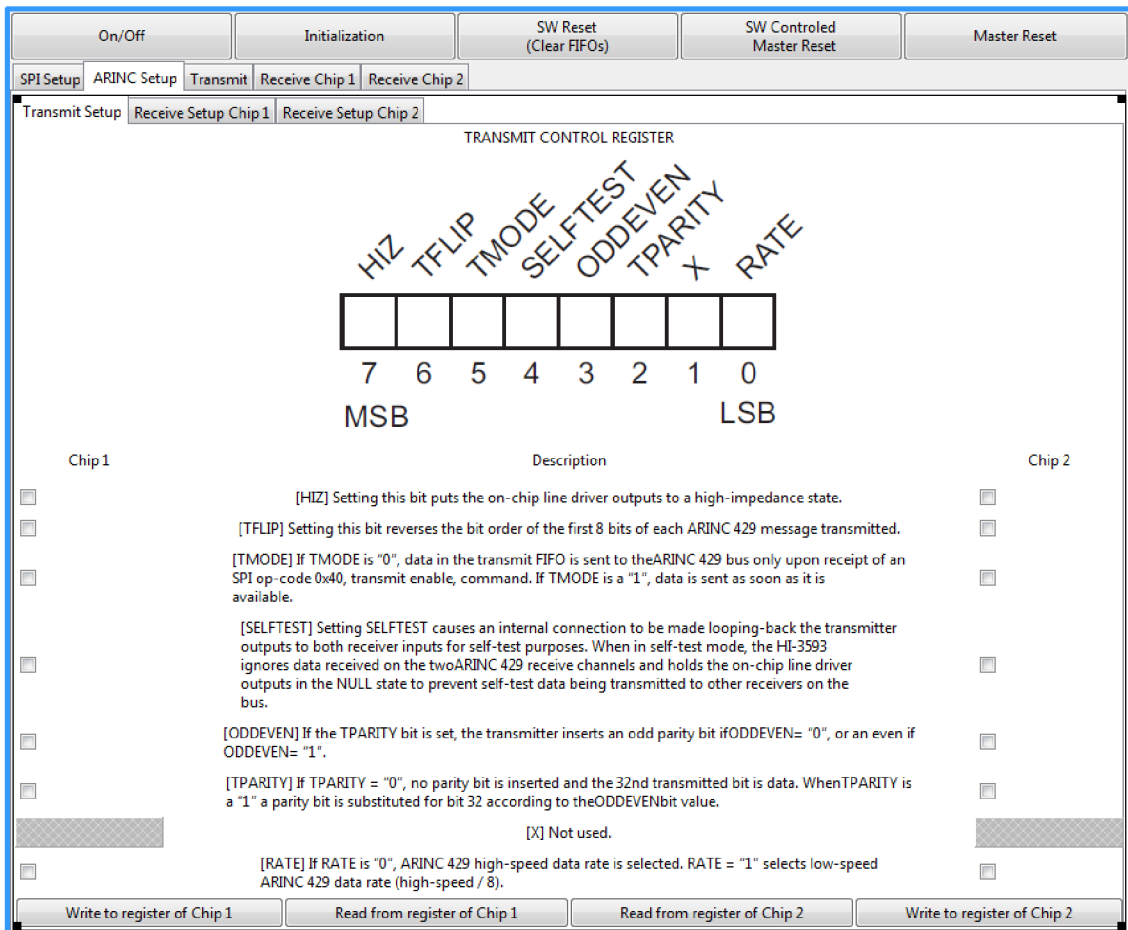 On/Off
Initialization
SW Reset
(Clear FIFOs)
SW Controled
Master Reset
Master Reset
SPI Setup
ARINC Setup
Transmit
Receive Chip 1
Receive Chip 2
Transmit Setup
Receive Setup Chip 1
Receive Setup Chip 2
TRANSMIT CONTROL REGISTER
HIZ
TFLIP
TMODE
SELFTEST
ODDEVEN
TPARITY
X
RATE
7 6 5 4 3 2 1 0
MSB LSB
Chip 1
Description
Chip 2
[HIZ] Setting this bit puts the on-chip line driver outputs to a high-impedance state.
[TFLIP] Setting this bit reverses the bit order of the first 8 bits of each ARINC 429 message transmitted.
[TMODE] If TMODE is "0", data in the transmit FIFO is sent to theARINC 429 bus only upon receipt of an
SPI op-code 0x40, transmit enable, command. If TMODE is a "1", data is sent as soon as it is
available.
[SELFTEST] Setting SELFTEST causes an internal connection to be made looping-back the transmitter
outputs to both receiver inputs for self-test purposes. When in self-test mode, the HI-3593
ignores data received on the twoARINC 429 receive channels and holds the on-chip line driver
outputs in the NULL state to prevent self-test data being transmitted to other receivers on the
bus.
[ODDEVEN] If the TPARITY bit is set, the transmitter inserts an odd parity bit ifODDEVEN= "0", or an even if
ODDEVEN= "1".
[TPARITY] If TPARITY = "0", no parity bit is inserted and the 32nd transmitted bit is data. WhenTPARITY is
a "1" a parity bit is substituted for bit 32 according to theODDEVENbit value.
[X] Not used.
[RATE] If RATE is "0", ARINC 429 high-speed data rate is selected. RATE = "1" selects low-speed
ARINC 429 data rate (high-speed / 8).
Write to register of Chip 1
Read from register of Chip 1
Read from register of Chip 2
Write to register of Chip 2